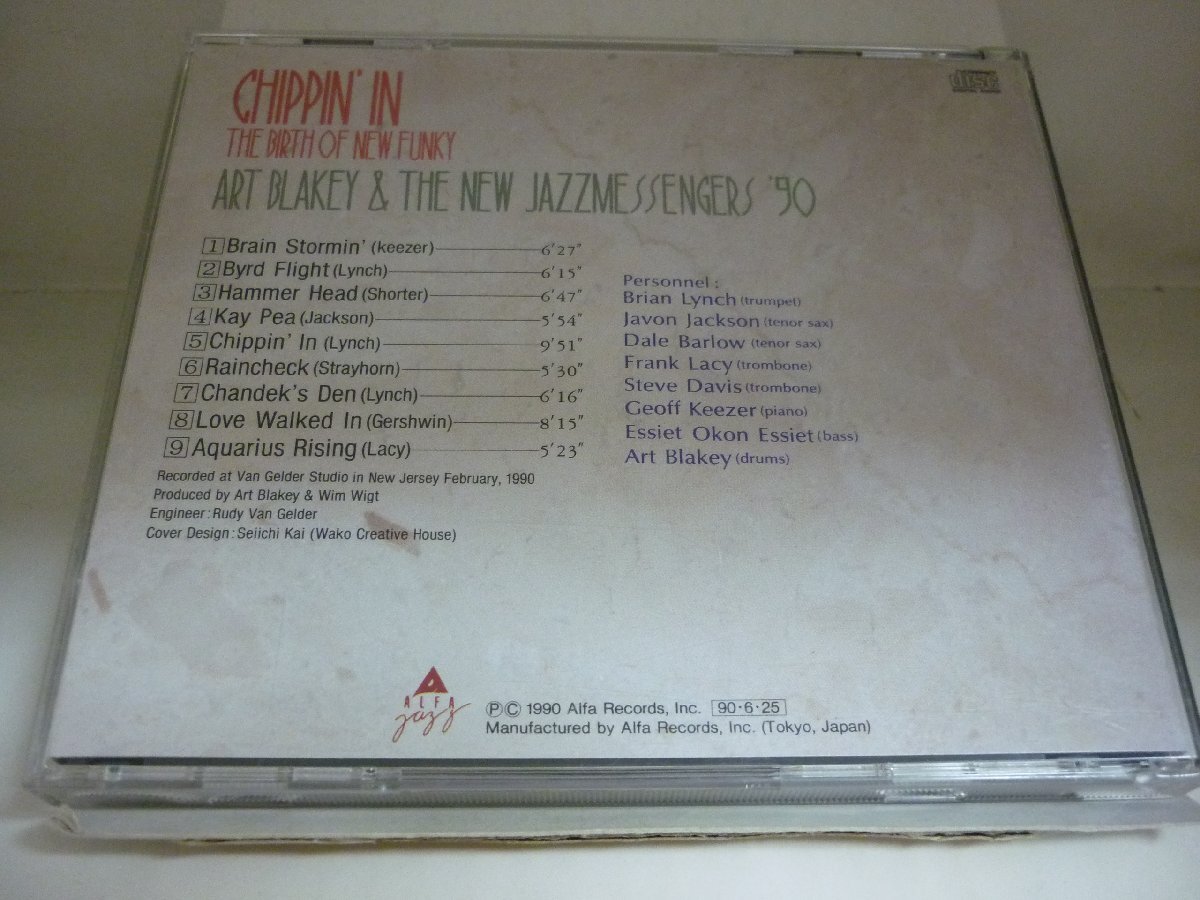 CHIPPIN' IN
THE BIRTH OF NEW FUNKY
ART BLAKEY & THE NEW JAZZMESSENGERS '90
disc
DIGITAL AUDIO
1 Brain Stormin' (keezer) 6'27"
2 Byrd Flight (Lynch) 6'15"
3 Hammer Head (Shorter) 6'47"
4 Kay Pea (Jackson) 5'54"
5 Chippin' In (Lynch) 9'51"
6 Raincheck (Strayhorn) 5'30"
7 Chandek's Den (Lynch) 6'16"
8 Love Walked In (Gershwin) 8'15"
9 Aquarius Rising (Lacy) 5'23"
Personnel :
Brian Lynch (trumpet)
Javon Jackson (tenor sax)
Dale Barlow (tenor sax)
Frank Lacy (trombone)
Steve Davis (trombone)
Geoff Keezer (piano)
Essiet Okon Essiet (bass)
Art Blakey (drums)
Recorded at Van Gelder Studio in New Jersey February, 1990
Produced by Art Blakey & Wim Wigt
Engineer : Rudy Van Gelder
Cover Design : Seiichi Kai (Wako Creative House)
ALFA
jazz
ⓅⒸ 1990 Alfa Records, Inc. 90・6・25
Manufactured by Alfa Records, Inc. (Tokyo, Japan)